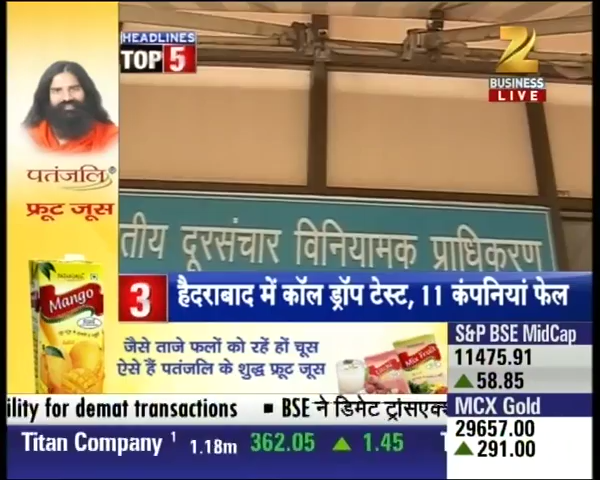 HEADLINES
TOP 5
Z
BUSINESS
LIVE
पतंजलि
फ्रूट जूस
तीय दूरसंचार विनियामक प्राधिकरण
3
हैदराबाद में कॉल ड्रॉप टेस्ट, 11 कंपनियां फेल
Mango
जैसे ताजे फलों को रहें हों चूस
ऐसे हैं पतंजलि के शुद्ध फ्रूट जूस
Mix Fruit
S&P BSE MidCap
11475.91
▲ 58.85
ility for demat transactions ■ BSE ने डिमेट ट्रांसएक्श
MCX Gold
29657.00
▲ 291.00
Titan Company 1 1.18m 362.05 ▲ 1.45